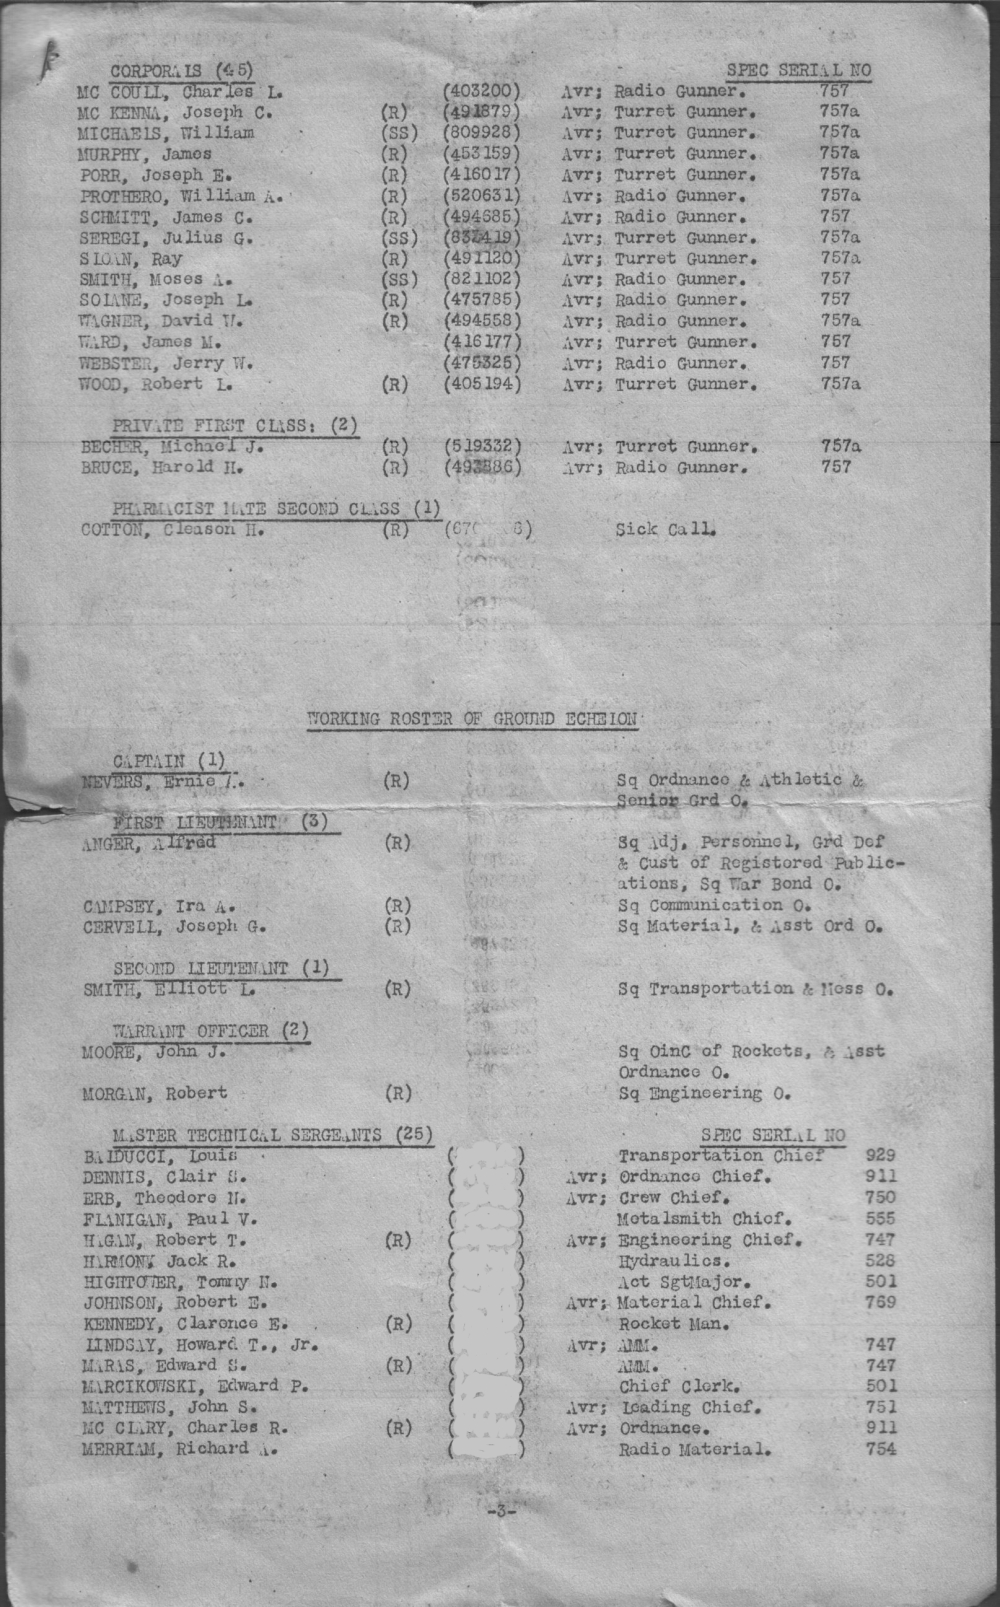 CORPORALS (45) SPEC SERIAL NO
MC COULL, Charles L. (403200) Avr; Radio Gunner. 757
MC KENNA, Joseph C. (R) (491879) Avr; Turret Gunner. 757a
MICHAELS, William (SS) (809928) Avr; Turret Gunner. 757a
MURPHY, James (R) (453159) Avr; Turret Gunner. 757a
PORR, Joseph E. (R) (416017) Avr; Turret Gunner. 757a
PROTHERO, William A. (R) (520631) Avr; Radio Gunner. 757a
SCHMITT, James C. (R) (494685) Avr; Radio Gunner. 757
SEREGI, Julius G. (SS) Avr; Turret Gunner. 757a
SLOAN, Ray (R) (491120) Avr; Turret Gunner. 757a
SMITH, Moses A. (SS) (821102) Avr; Radio Gunner. 757
SOLANE, Joseph L. (R) (475785) Avr; Radio Gunner. 757
WAGNER, David W. (R) (494558) Avr; Radio Gunner. 757a
WARD, James M. (416177) Avr; Turret Gunner. 757
WEBSTER, Jerry W. (475325) Avr; Radio Gunner. 757
WOOD, Robert L. (R) (405194) Avr; Turret Gunner. 757a
PRIVATE FIRST CLASS: (2)
BECHER, Michael J. (R) (519332) Avr; Turret Gunner. 757a
BRUCE, Harold H. (R) Avr; Radio Gunner. 757
PHARMACIST MATE SECOND CLASS (1)
COTTON, Cleason H. (R) Sick Call.
WORKING ROSTER OF GROUND ECHELON
CAPTAIN (1)
NEVERS, Ernie A. (R) Sq Ordnance & Athletic &
Senior Grd O.
FIRST LIEUTENANT (3)
ANGER, Alfred (R) Sq Adj, Personnel, Grd Def
& Cust of Registered Public-
ations, Sq War Bond O.
CAMPSEY, Ira A. (R) Sq Communication O.
CERVELL, Joseph G. (R) Sq Material, & Asst Ord O.
SECOND LIEUTENANT (1)
SMITH, Elliott L. (R) Sq Transportation & Mess O.
WARRANT OFFICER (2)
MOORE, John J. Sq OinC of Rockets, & Asst
Ordnance O.
MORGAN, Robert (R) Sq Engineering O.
MASTER TECHNICAL SERGEANTS (25) SPEC SERIAL NO
BALDUCCI, Louis ( ) Transportation Chief 929
DENNIS, Clair S. ( ) Avr; Ordnance Chief. 911
ERB, Theodore N. ( ) Avr; Crew Chief. 750
FLANIGAN, Paul V. ( ) Metalsmith Chief. 555
HAGAN, Robert T. (R) ( ) Avr; Engineering Chief. 747
HARMONY Jack R. ( ) Hydraulics. 528
HIGHTOWER, Tommy N. ( ) Act SgtMajor. 501
JOHNSON, Robert E. ( ) Avr; Material Chief. 769
KENNEDY, Clarence E. (R) ( ) Rocket Man.
LINDSAY, Howard T., Jr. ( ) Avr; AMM. 747
MARAS, Edward S. (R) ( ) AMM. 747
MARCIKOWSKI, Edward P. ( ) Chief Clerk. 501
MATTHEWS, John S. ( ) Avr; Leading Chief. 751
MC CLARY, Charles R. (R) ( ) Avr; Ordnance. 911
MERRIAM, Richard A. ( ) Radio Material. 754
-3-